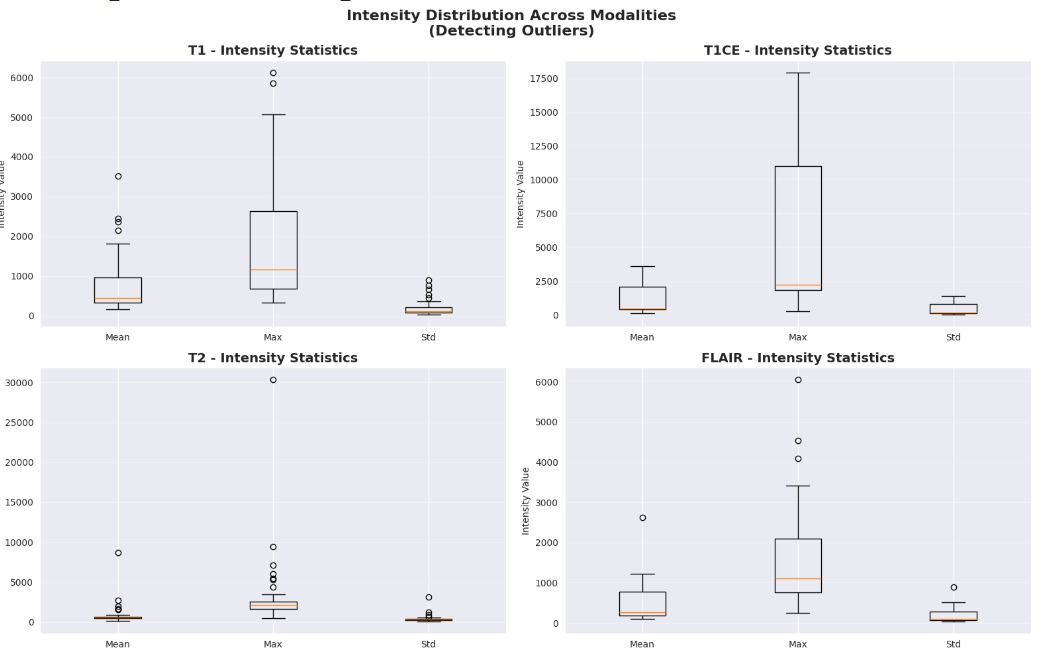 Intensity Distribution Across Modalities
(Detecting Outliers)
T1 - Intensity Statistics
6000
5000
4000
3000
2000
1000
0
Intensity Value
Mean
Max
Std
T1CE - Intensity Statistics
17500
15000
12500
10000
7500
5000
2500
0
Intensity Value
Mean
Max
Std
T2 - Intensity Statistics
30000
25000
20000
15000
10000
5000
0
Mean
Max
Std
FLAIR - Intensity Statistics
6000
5000
4000
3000
2000
1000
0
Intensity Value
Mean
Max
Std